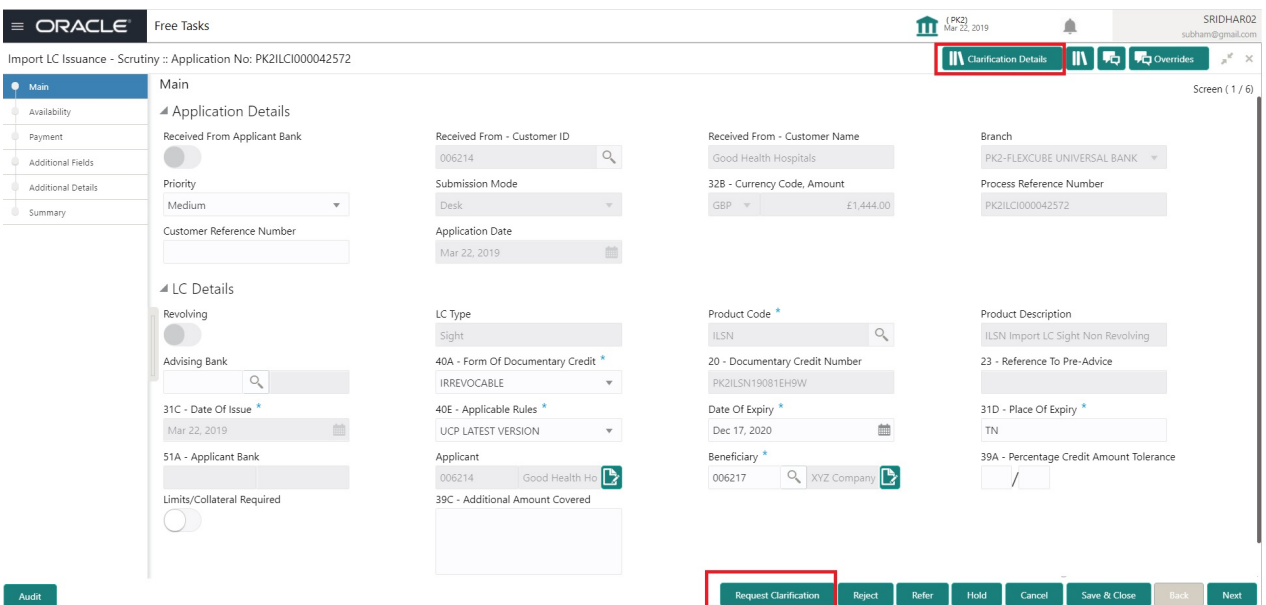 ORACLE
Free Tasks
( PK2)
Mar 22, 2019
SRIDHAR02
subham@gmail.com
Import LC Issuance - Scrutiny :: Application No: PK2ILCI000042572
Clarification Details
Overrides
Main
Availability
Payment
Additional Fields
Additional Details
Summary
Main
Screen ( 1 / 6)
Application Details
Received From Applicant Bank
Received From - Customer ID
006214
Received From - Customer Name
Good Health Hospitals
Branch
PK2-FLEXCUBE UNIVERSAL BANK
Priority
Medium
Submission Mode
Desk
32B - Currency Code, Amount
GBP £1,444.00
Process Reference Number
PK2ILCI000042572
Customer Reference Number
Application Date
Mar 22, 2019
LC Details
Revolving
LC Type
Sight
Product Code *
ILSN
Product Description
ILSN Import LC Sight Non Revolving
Advising Bank
40A - Form Of Documentary Credit *
IRREVOCABLE
20 - Documentary Credit Number
PK2ILSN19081EH9W
23 - Reference To Pre-Advice
31C - Date Of Issue *
Mar 22, 2019
40E - Applicable Rules *
UCP LATEST VERSION
Date Of Expiry *
Dec 17, 2020
31D - Place Of Expiry *
TN
51A - Applicant Bank
Applicant
006214 Good Health Ho
Beneficiary *
006217 XYZ Company
39A - Percentage Credit Amount Tolerance
/
Limits/Collateral Required
39C - Additional Amount Covered
Audit
Request Clarification
Reject
Refer
Hold
Cancel
Save & Close
Back
Next